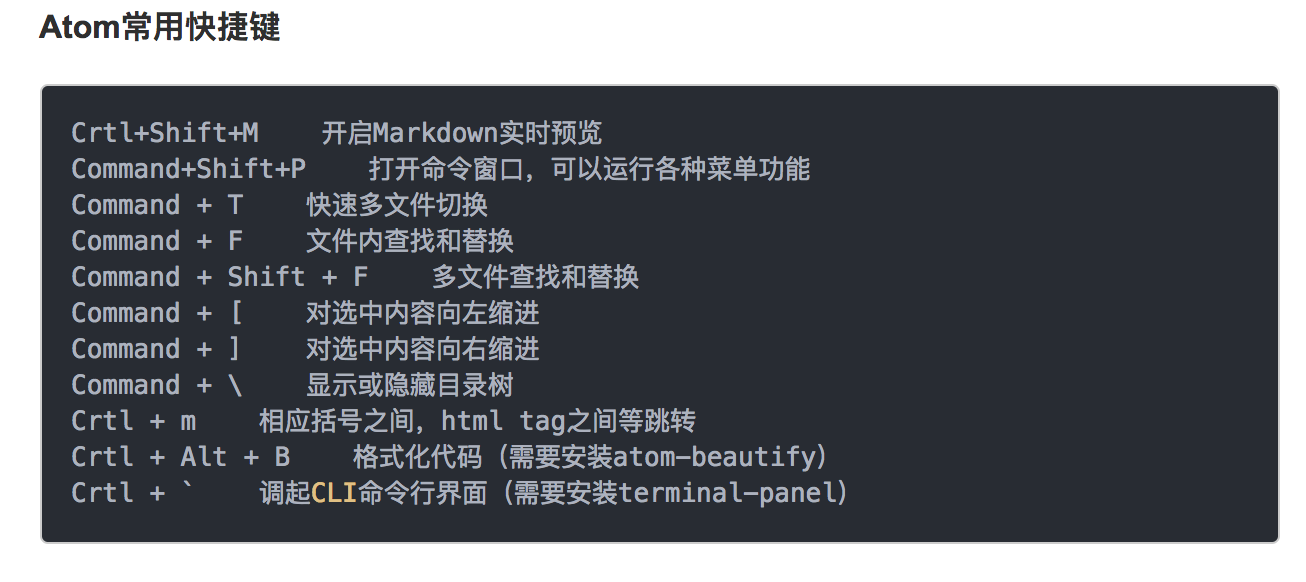 Atom常用快捷键
Crtl+Shift+M    开启Markdown实时预览
Command+Shift+P    打开命令窗口，可以运行各种菜单功能
Command + T    快速多文件切换
Command + F    文件内查找和替换
Command + Shift + F    多文件查找和替换
Command + [    对选中内容向左缩进
Command + ]    对选中内容向右缩进
Command + \    显示或隐藏目录树
Crtl + m    相应括号之间，html tag之间等跳转
Crtl + Alt + B    格式化代码（需要安装atom-beautify）
Crtl + `    调起CLI命令行界面（需要安装terminal-panel）